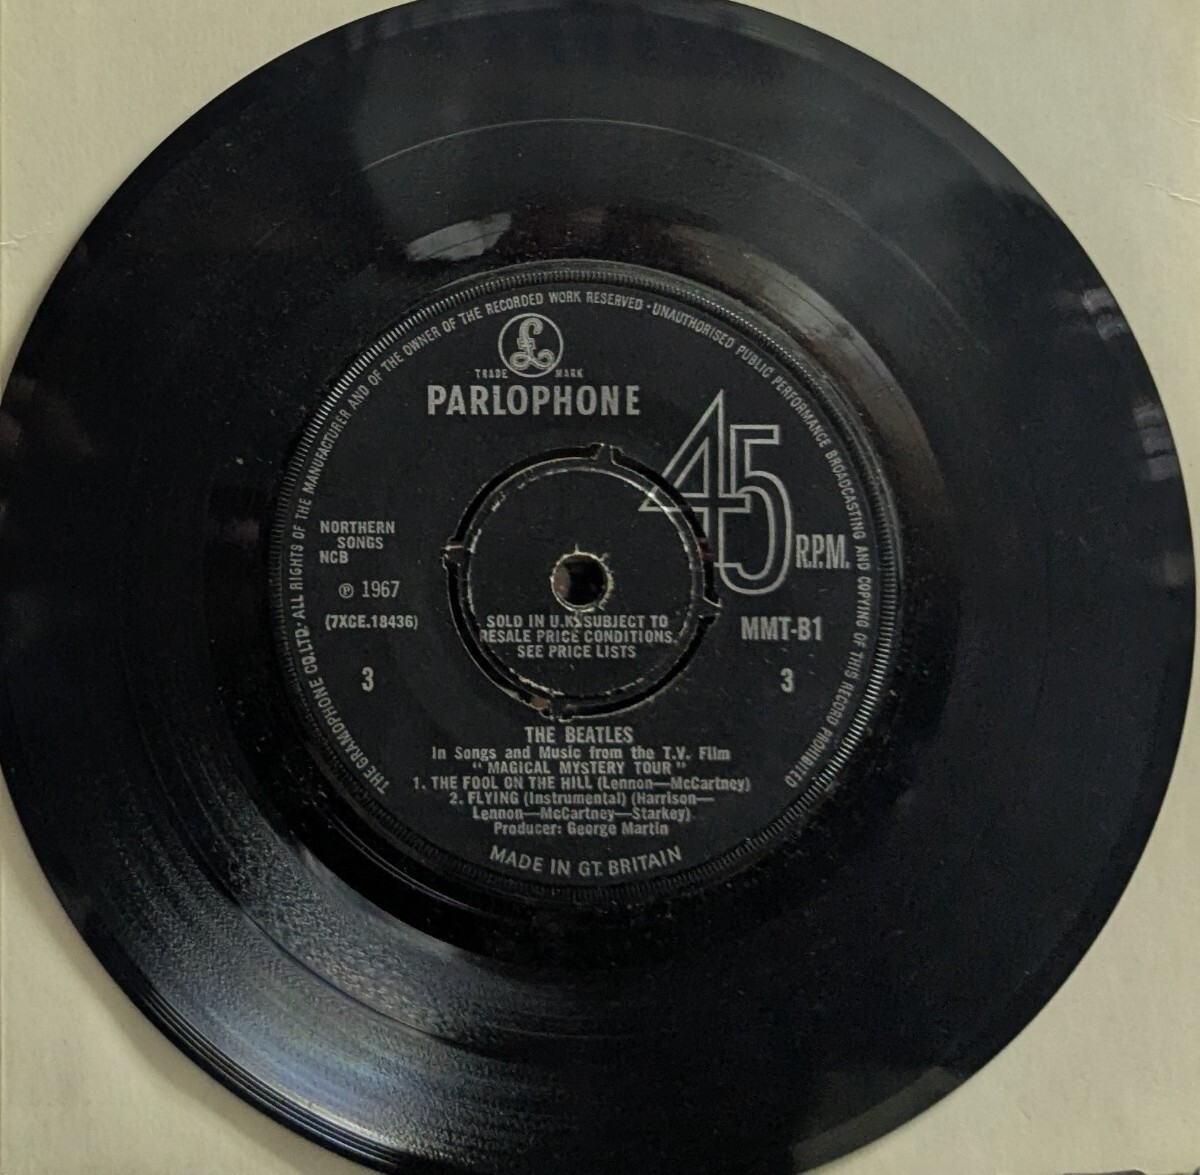 THE GRAMOPHONE CO.LTD· ALL RIGHTS OF THE MANUFACTURER AND OF THE OWNER OF THE RECORDED WORK RESERVED · UNAUTHORISED PUBLIC PERFORMANCE BROADCASTING AND COPYING OF THIS RECORD PROHIBITED
£
TRADE MARK
PARLOPHONE
45
R.P.M.
NORTHERN
SONGS
NCB
℗ 1967
(7XCE.18436)
3
SOLD IN U.K. SUBJECT TO
RESALE PRICE CONDITIONS.
SEE PRICE LISTS
MMT-B1
3
THE BEATLES
In Songs and Music from the T.V. Film
“ MAGICAL MYSTERY TOUR ”
1. THE FOOL ON THE HILL (Lennon—McCartney)
2. FLYING (Instrumental) (Harrison—
Lennon—McCartney—Starkey)
Producer: George Martin
MADE IN GT. BRITAIN